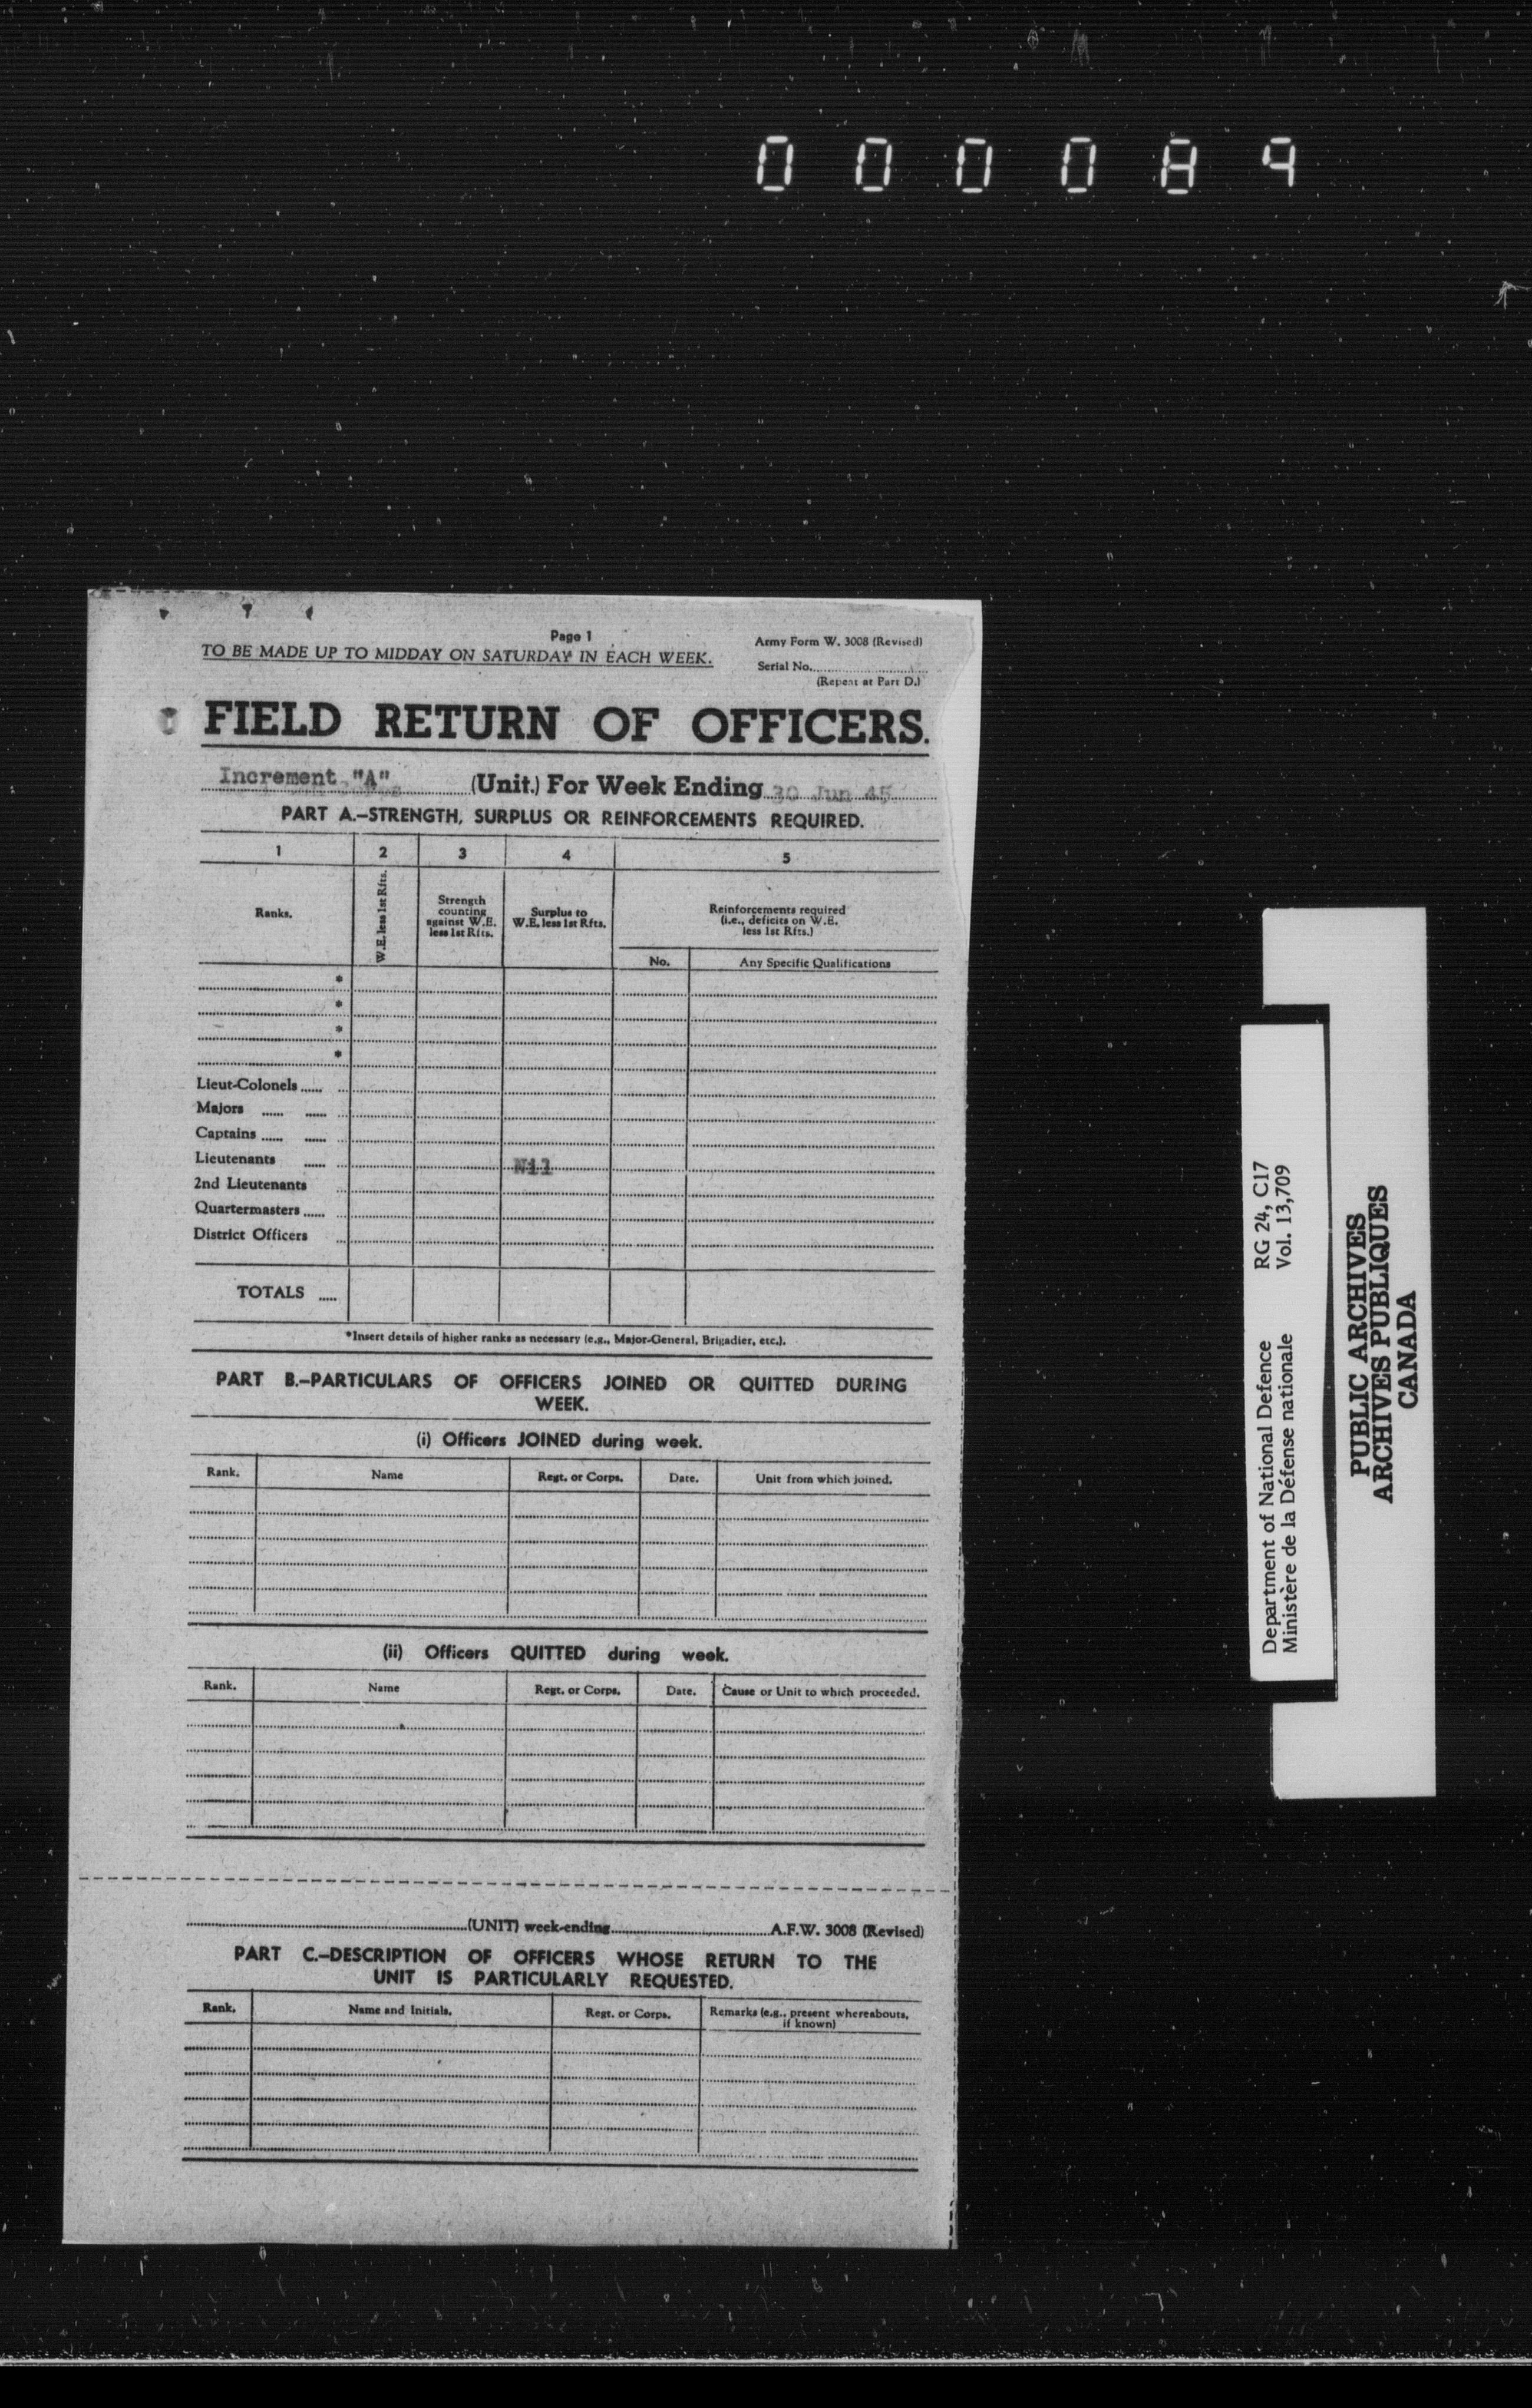 000089
Page 1
TO BE MADE UP TO MIDDAY ON SATURDAY IN EACH WEEK.
Army Form W. 3008 (Revised)
Serial No.
(Repeat at Part D.)
FIELD RETURN OF OFFICERS.
Increment "A" (Unit.) For Week Ending 30 Jun 45
PART A.—STRENGTH, SURPLUS OR REINFORCEMENTS REQUIRED.
1 2 3 4 5
Ranks.
W.E. less 1st Rfts.
Strength
counting
against W.E.
less 1st Rfts.
Surplus to
W.E. less 1st Rfts.
Reinforcements required
(i.e., deficits on W.E.
less 1st Rfts.)
No. Any Specific Qualifications
*
*
*
*
Lieut-Colonels
Majors
Captains
Lieutenants Nil
2nd Lieutenants
Quartermasters
District Officers
TOTALS
*Insert details of higher ranks as necessary (e.g., Major-General, Brigadier, etc.).
PART B.—PARTICULARS OF OFFICERS JOINED OR QUITTED DURING
WEEK.
(i) Officers JOINED during week.
Rank. Name Regt. or Corps. Date. Unit from which joined.
(ii) Officers QUITTED during week.
Rank. Name Regt. or Corps. Date. Cause or Unit to which proceeded.
(UNIT) week-ending A.F.W. 3008 (Revised)
PART C.—DESCRIPTION OF OFFICERS WHOSE RETURN TO THE
UNIT IS PARTICULARLY REQUESTED.
Rank. Name and Initials. Regt. or Corps. Remarks (e.g., present whereabouts,
if known)
Department of National Defence RG 24, C17
Ministère de la Défense nationale Vol. 13,709
PUBLIC ARCHIVES
ARCHIVES PUBLIQUES
CANADA